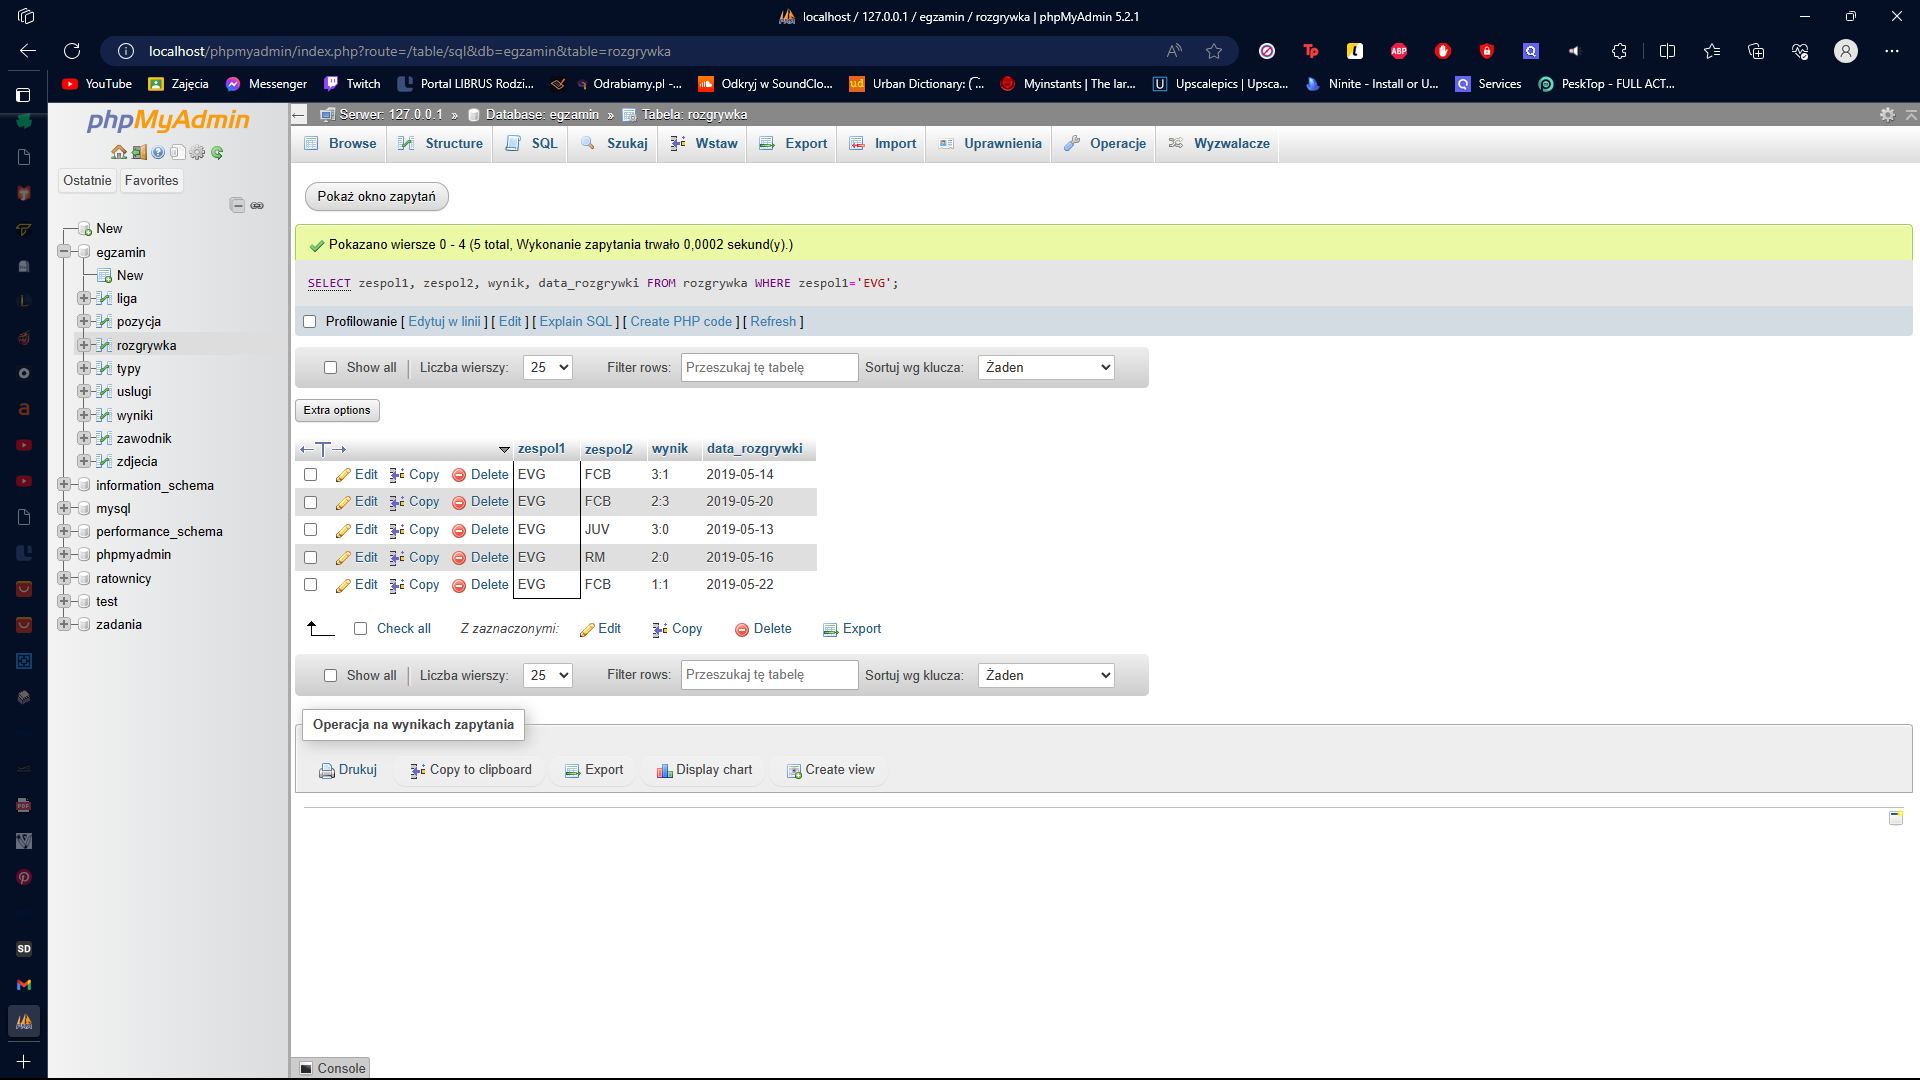 localhost / 127.0.0.1 / egzamin / rozgrywka | phpMyAdmin 5.2.1
localhost/phpmyadmin/index.php?route=/table/sql&db=egzamin&table=rozgrywka
YouTube Zajęcia Messenger Twitch Portal LIBRUS Rodzi... Odrabiamy.pl -... Odkryj w SoundClo... Urban Dictionary: (͡... Myinstants | The lar... Upscalepics | Upsca... Ninite - Install or U... Services PeskTop - FULL ACT...
phpMyAdmin
Ostatnie Favorites
New
egzamin
New
liga
pozycja
rozgrywka
typy
uslugi
wyniki
zawodnik
zdjecia
information_schema
mysql
performance_schema
phpmyadmin
ratownicy
test
zadania
Serwer: 127.0.0.1 » Database: egzamin » Tabela: rozgrywka
Browse Structure SQL Szukaj Wstaw Export Import Uprawnienia Operacje Wyzwalacze
Pokaż okno zapytań
Pokazano wiersze 0 - 4 (5 total, Wykonanie zapytania trwało 0,0002 sekund(y).)
SELECT zespol1, zespol2, wynik, data_rozgrywki FROM rozgrywka WHERE zespol1='EVG';
Profilowanie [ Edytuj w linii ] [ Edit ] [ Explain SQL ] [ Create PHP code ] [ Refresh ]
Show all Liczba wierszy: 25 Filter rows: Przeszukaj tę tabelę Sortuj wg klucza: Żaden
Extra options
zespol1 zespol2 wynik data_rozgrywki
Edit Copy Delete EVG FCB 3:1 2019-05-14
Edit Copy Delete EVG FCB 2:3 2019-05-20
Edit Copy Delete EVG JUV 3:0 2019-05-13
Edit Copy Delete EVG RM 2:0 2019-05-16
Edit Copy Delete EVG FCB 1:1 2019-05-22
Check all Z zaznaczonymi: Edit Copy Delete Export
Show all Liczba wierszy: 25 Filter rows: Przeszukaj tę tabelę Sortuj wg klucza: Żaden
Operacja na wynikach zapytania
Drukuj Copy to clipboard Export Display chart Create view
Console